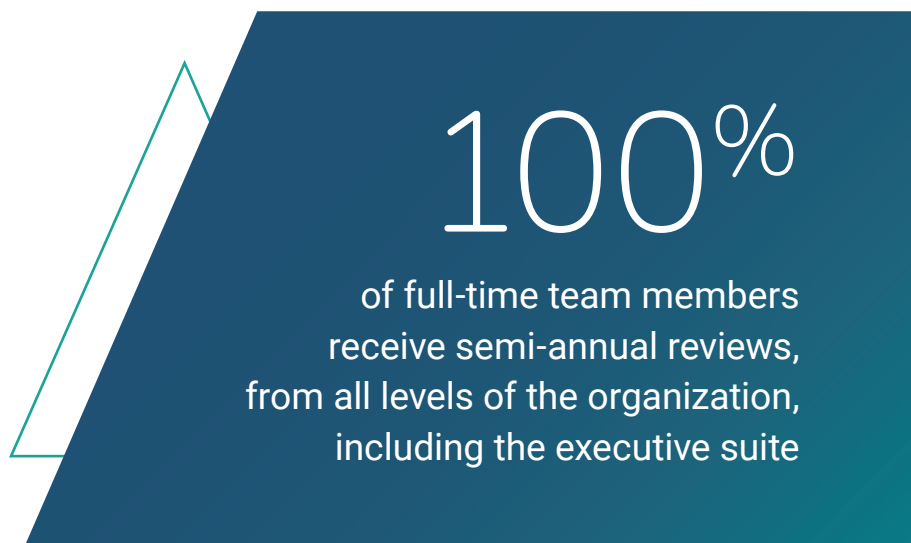 100%
of full-time team members
receive semi-annual reviews,
from all levels of the organization,
including the executive suite